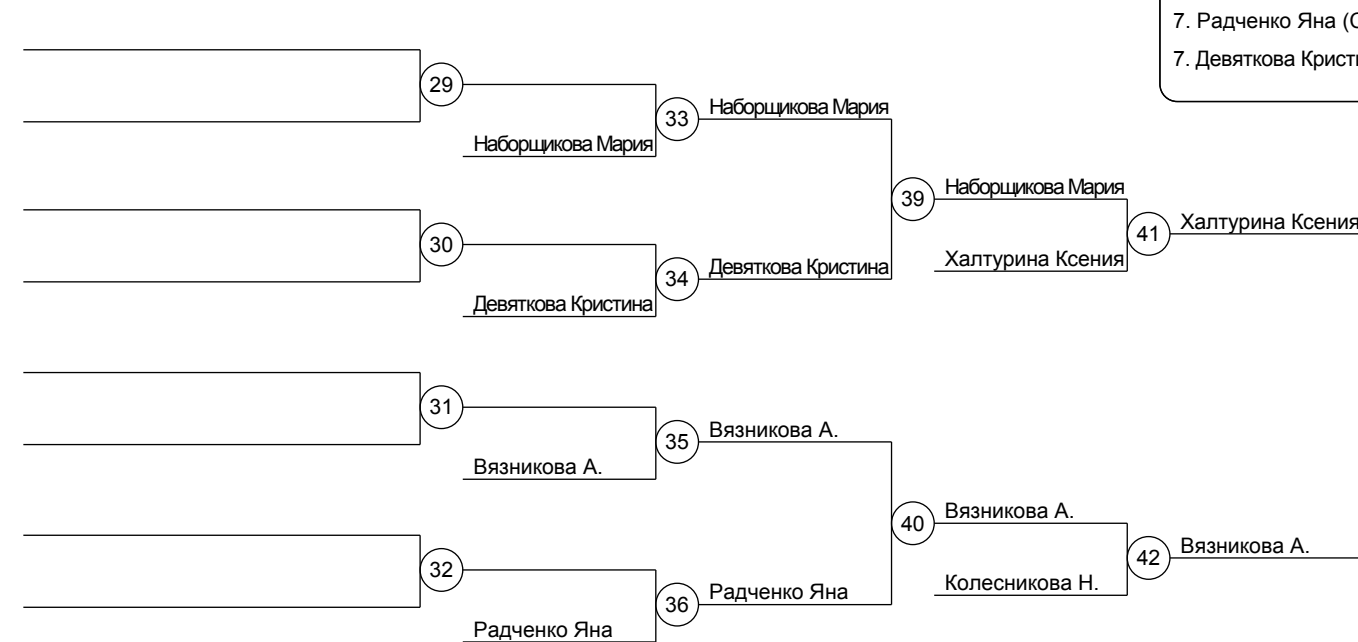 7. Радченко Яна (
7. Девяткова Крист
29
33
Наборщикова Мария
Наборщикова Мария
39
Наборщикова Мария
41
Халтурина Ксения
30
34
Девяткова Кристина
Халтурина Ксения
Девяткова Кристина
31
35
Вязникова А.
Вязникова А.
40
Вязникова А.
42
Вязникова А.
32
36
Радченко Яна
Колесникова Н.
Радченко Яна